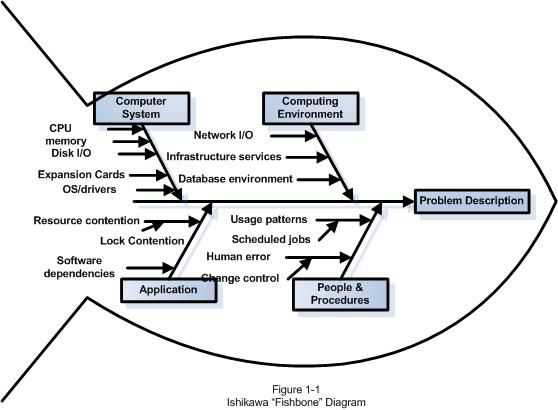 Computer
System
Computing
Environment
CPU
memory
Disk I/O
Expansion Cards
OS/drivers
Network I/O
Infrastructure services
Database environment
Problem Description
Resource contention
Lock Contention
Software
dependencies
Application
Usage patterns
Scheduled jobs
Human error
Change control
People &
Procedures
Figure 1-1
Ishikawa “Fishbone” Diagram